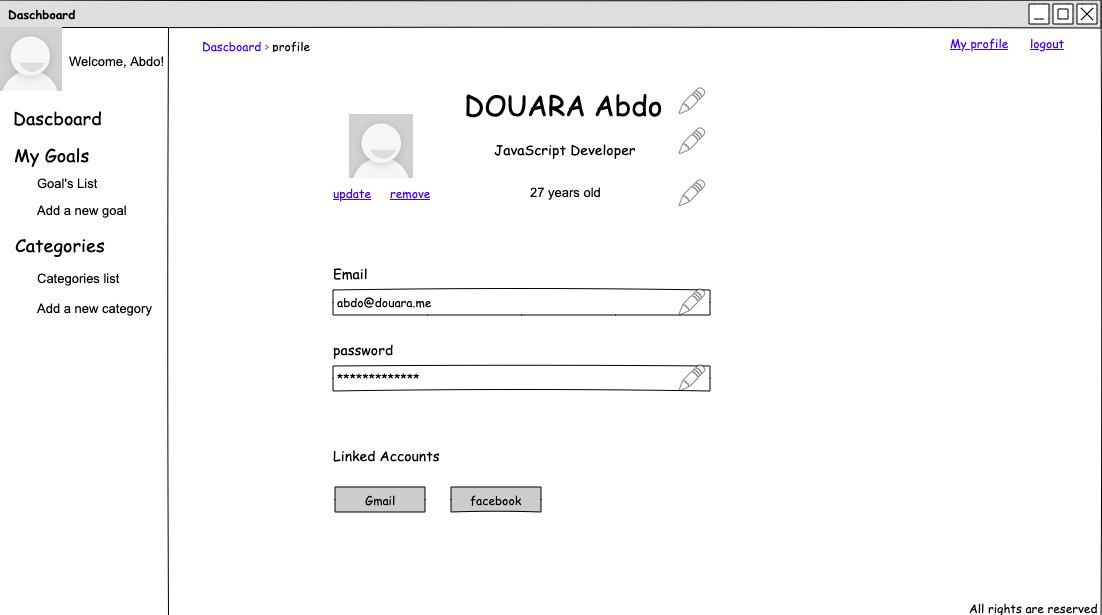 Daschboard
Welcome, Abdo!
Dascboard
My Goals
Goal's List
Add a new goal
Categories
Categories list
Add a new category
Dascboard > profile
My profile logout
DOUARA Abdo
JavaScript Developer
27 years old
update remove
Email
abdo@douara.me
password
*************
Linked Accounts
Gmail facebook
All rights are reserved